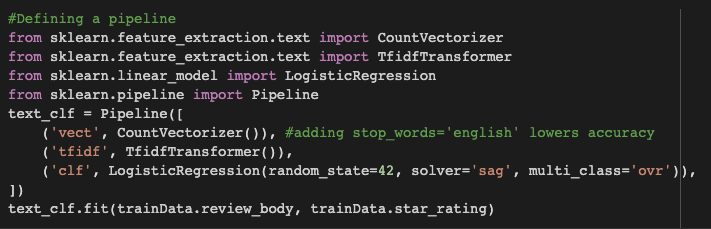 #Defining a pipeline
from sklearn.feature_extraction.text import CountVectorizer
from sklearn.feature_extraction.text import TfidfTransformer
from sklearn.linear_model import LogisticRegression
from sklearn.pipeline import Pipeline
text_clf = Pipeline([
    ('vect', CountVectorizer()), #adding stop_words='english' lowers accuracy
    ('tfidf', TfidfTransformer()),
    ('clf', LogisticRegression(random_state=42, solver='sag', multi_class='ovr')),
])
text_clf.fit(trainData.review_body, trainData.star_rating)